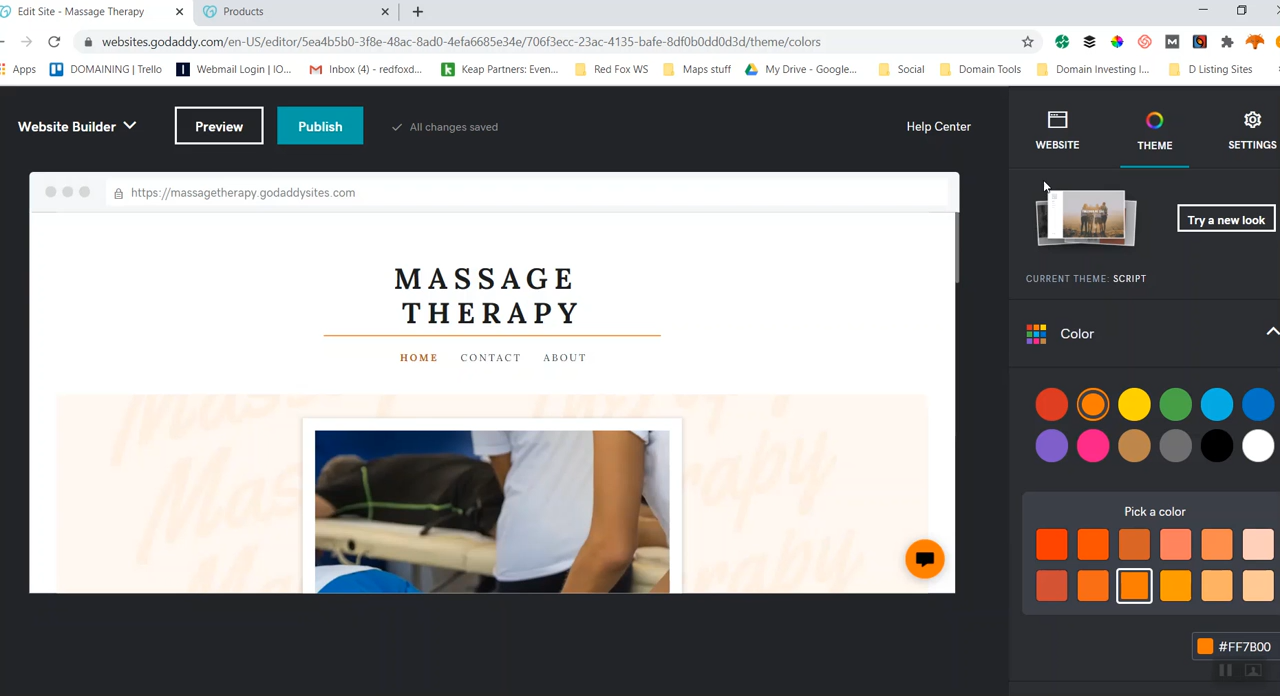 Edit Site - Massage Therapy
Products
websites.godaddy.com/en-US/editor/5ea4b5b0-3f8e-48ac-8ad0-4efa6685e34e/706f3ecc-23ac-4135-bafe-8df0b0dd0d3d/theme/colors
Apps DOMAINING | Trello Webmail Login | IO... Inbox (4) - redfoxd... Keap Partners: Even... Red Fox WS Maps stuff My Drive - Google... Social Domain Tools Domain Investing I... D Listing Sites
Website Builder Preview Publish All changes saved Help Center
WEBSITE THEME SETTINGS
https://massagetherapy.godaddysites.com
Try a new look
CURRENT THEME: SCRIPT
MASSAGE
THERAPY
HOME CONTACT ABOUT
Color
Massage Therapy
Pick a color
#FF7B00